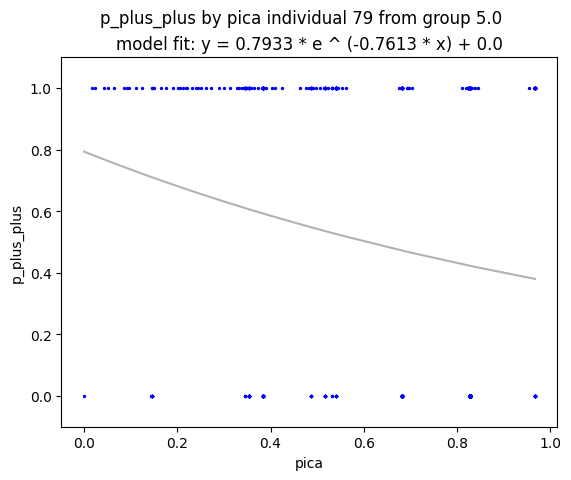 p_plus_plus by pica individual 79 from group 5.0
model fit: y = 0.7933 * e ^ (-0.7613 * x) + 0.0
1.0
0.8
0.6
0.4
0.2
0.0
p_plus_plus
0.0 0.2 0.4 0.6 0.8 1.0
pica